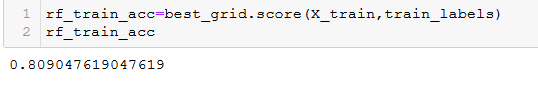 1 rf_train_acc=best_grid.score(X_train,train_labels)
2 rf_train_acc
0.809047619047619